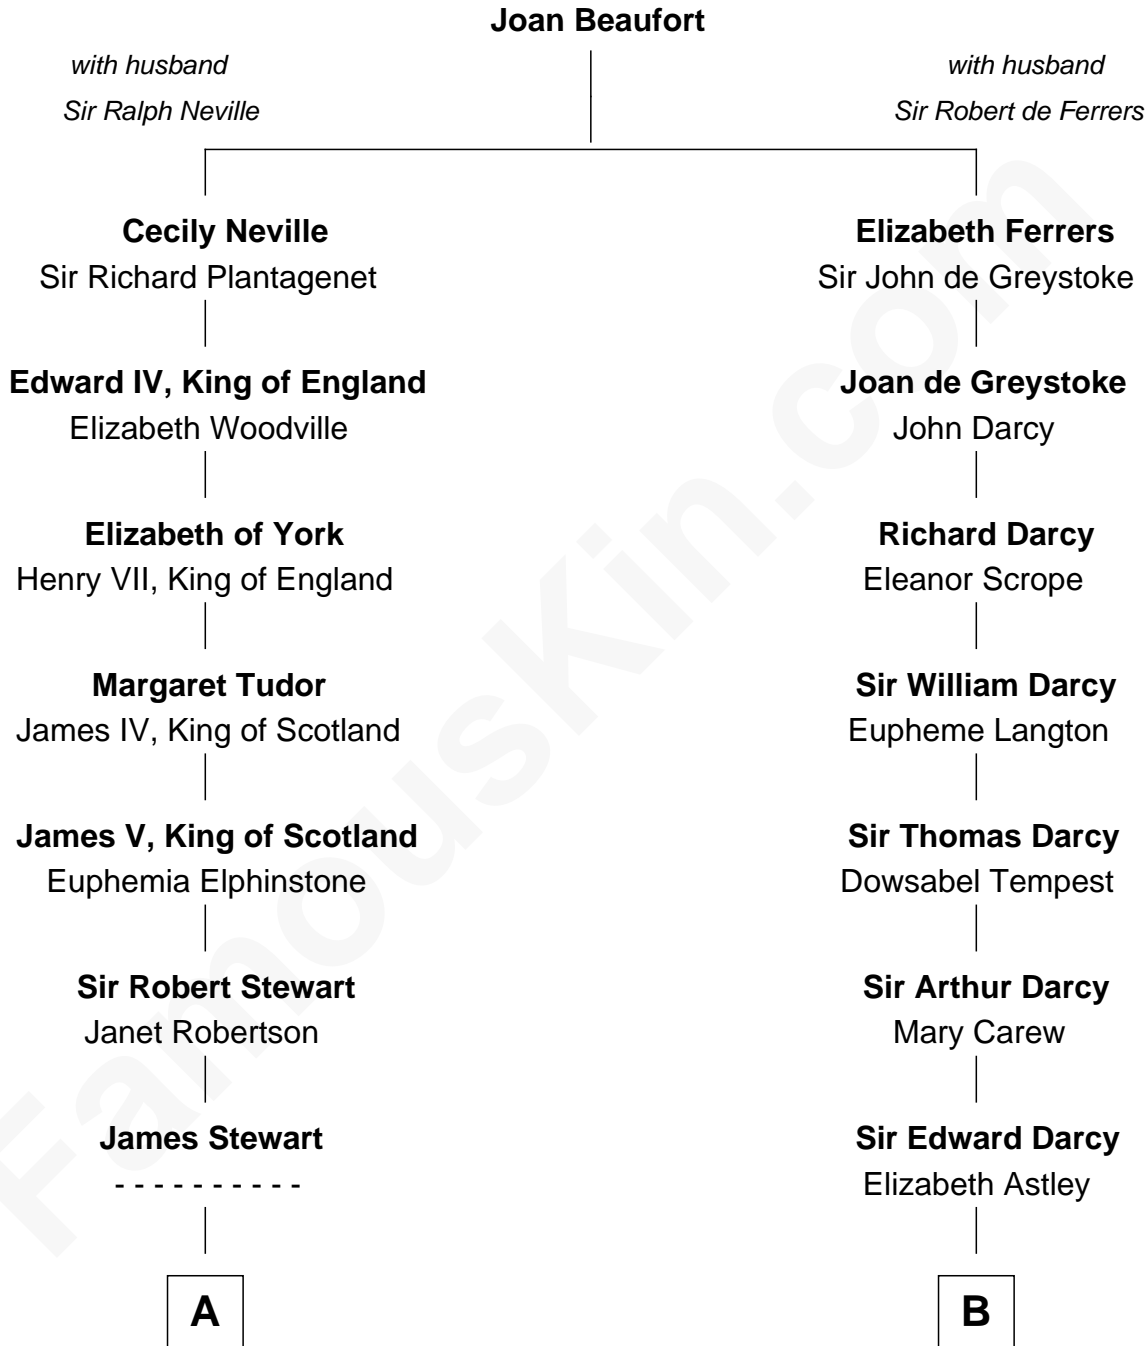 Joan Beaufort
with husband
Sir Ralph Neville
with husband
Sir Robert de Ferrers
Cecily Neville
Sir Richard Plantagenet
Elizabeth Ferrers
Sir John de Greystoke
Edward IV, King of England
Elizabeth Woodville
Joan de Greystoke
John Darcy
Elizabeth of York
Henry VII, King of England
Richard Darcy
Eleanor Scrope
Margaret Tudor
James IV, King of Scotland
Sir William Darcy
Eupheme Langton
James V, King of Scotland
Euphemia Elphinstone
Sir Thomas Darcy
Dowsabel Tempest
Sir Robert Stewart
Janet Robertson
Sir Arthur Darcy
Mary Carew
James Stewart
- - - - - - - - - -
Sir Edward Darcy
Elizabeth Astley
A
B
FamousKin.com